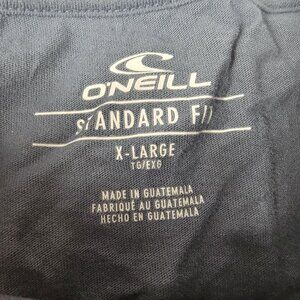 O'NEILL
STANDARD FIT
X-LARGE
TG/EXG
MADE IN GUATEMALA
FABRIQUÉ AU GUATEMALA
HECHO EN GUATEMALA